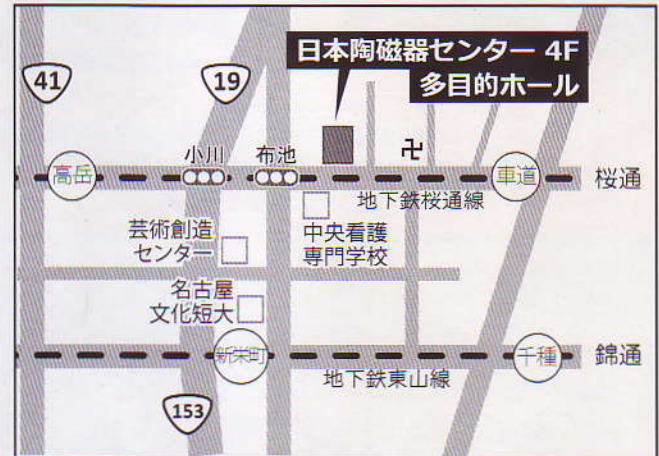 日本陶磁器センター 4F
多目的ホール
41
19
小川
布池
卍
高岳
車道
桜通
地下鉄桜通線
芸術創造
センター
中央看護
専門学校
名古屋
文化短大
新栄町
千種
錦通
地下鉄東山線
153